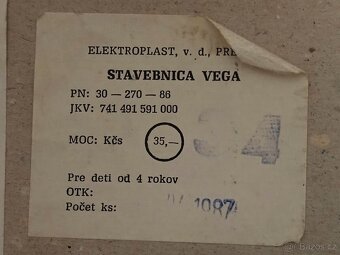 ELEKTROPLAST, v. d., PRE
STAVEBNICA VEGA
PN: 30 — 270 — 86
JKV: 741 491 591 000
MOC: Kčs 35,—
34
Pre deti od 4 rokov
OTK:
Počet ks:
1087